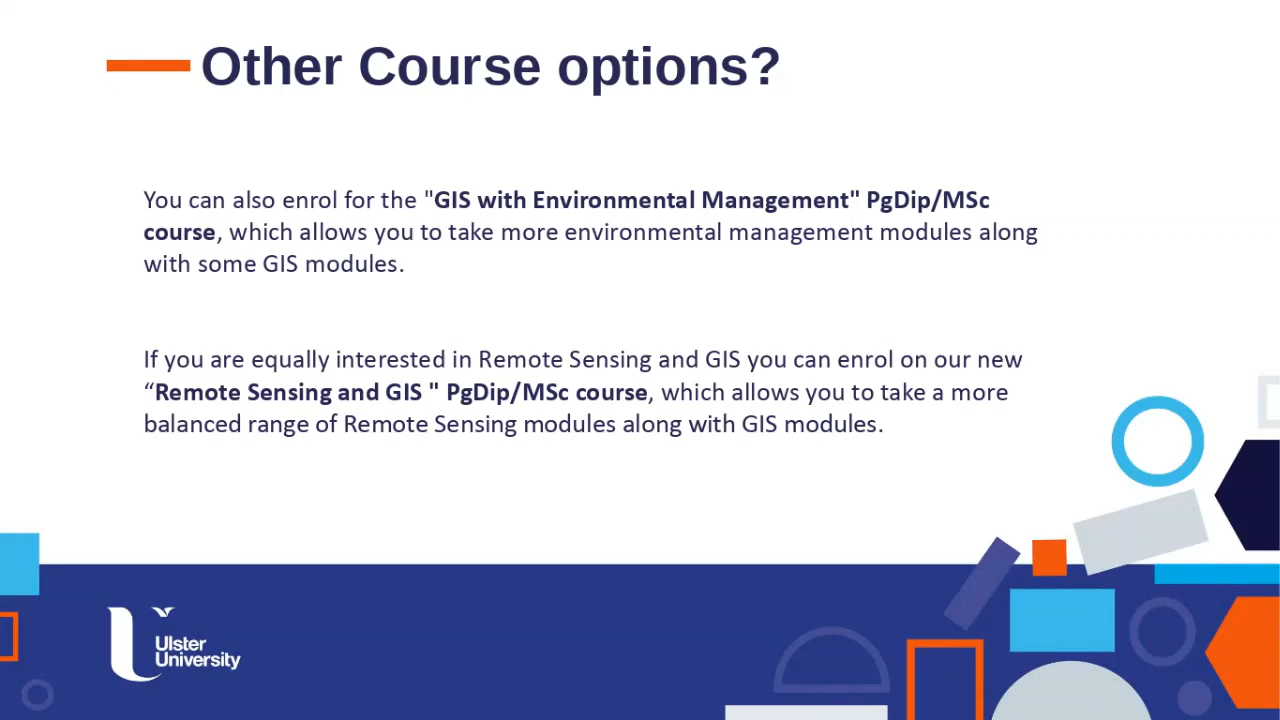 Other Course options?
You can also enrol for the "GIS with Environmental Management" PgDip/MSc
course, which allows you to take more environmental management modules along
with some GIS modules.
If you are equally interested in Remote Sensing and GIS you can enrol on our new
“Remote Sensing and GIS " PgDip/MSc course, which allows you to take a more
balanced range of Remote Sensing modules along with GIS modules.
Ulster
University